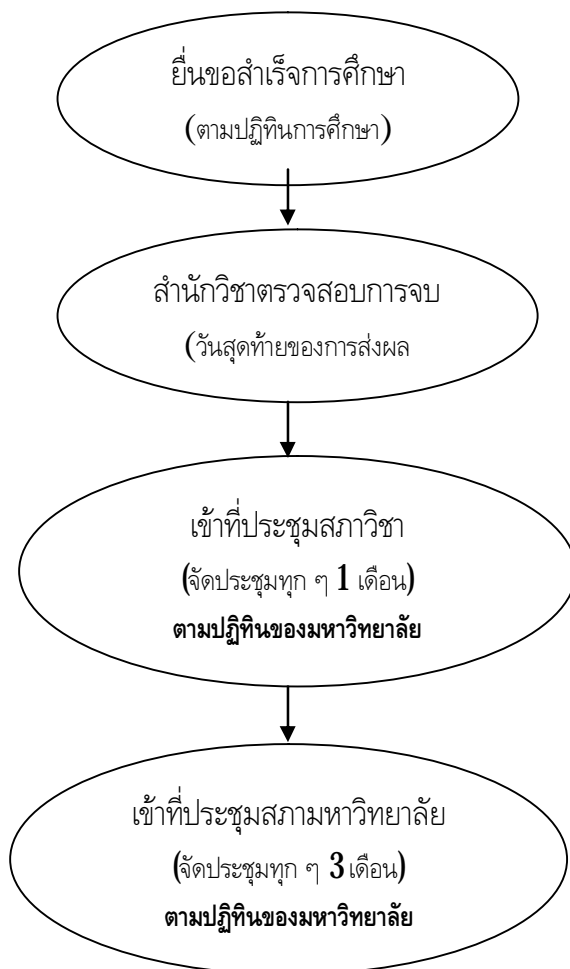 ยื่นขอสำเร็จการศึกษา
(ตามปฏิทินการศึกษา)
สำนักวิชาตรวจสอบการจบ
(วันสุดท้ายของการส่งผล
เข้าที่ประชุมสภาวิชา
(จัดประชุมทุก ๆ 1 เดือน)
ตามปฏิทินของมหาวิทยาลัย
เข้าที่ประชุมสภามหาวิทยาลัย
(จัดประชุมทุก ๆ 3 เดือน)
ตามปฏิทินของมหาวิทยาลัย